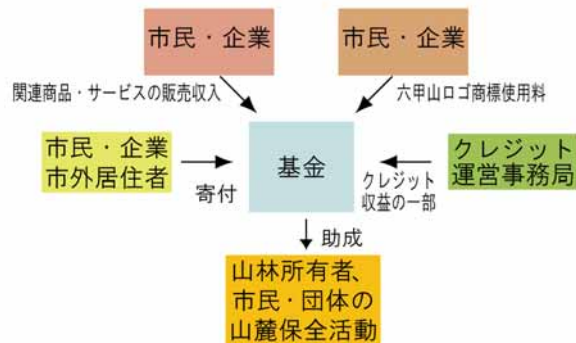 市民・企業
市民・企業
関連商品・サービスの販売収入
六甲山ロゴ商標使用料
市民・企業
市外居住者
寄付
基金
クレジット
収益の一部
クレジット
運営事務局
助成
山林所有者、
市民・団体の
山麓保全活動